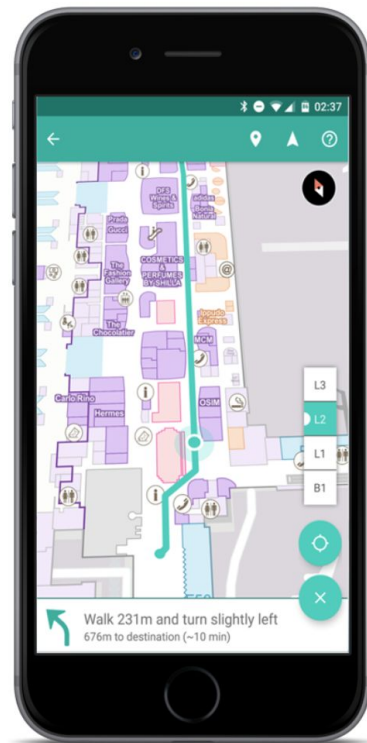 02:37
DFS
Wines &
Spirits
adidas
Prada
Gucci
The
Fashion
Gallery
COSMETICS
&
PERFUMES
BY SHILLA
Ippudo
Express
The
Chocolatier
MCM
Carlo Rino
Hermes
OSIM
L3
L2
L1
B1
Walk 231m and turn slightly left
676m to destination (~10 min)